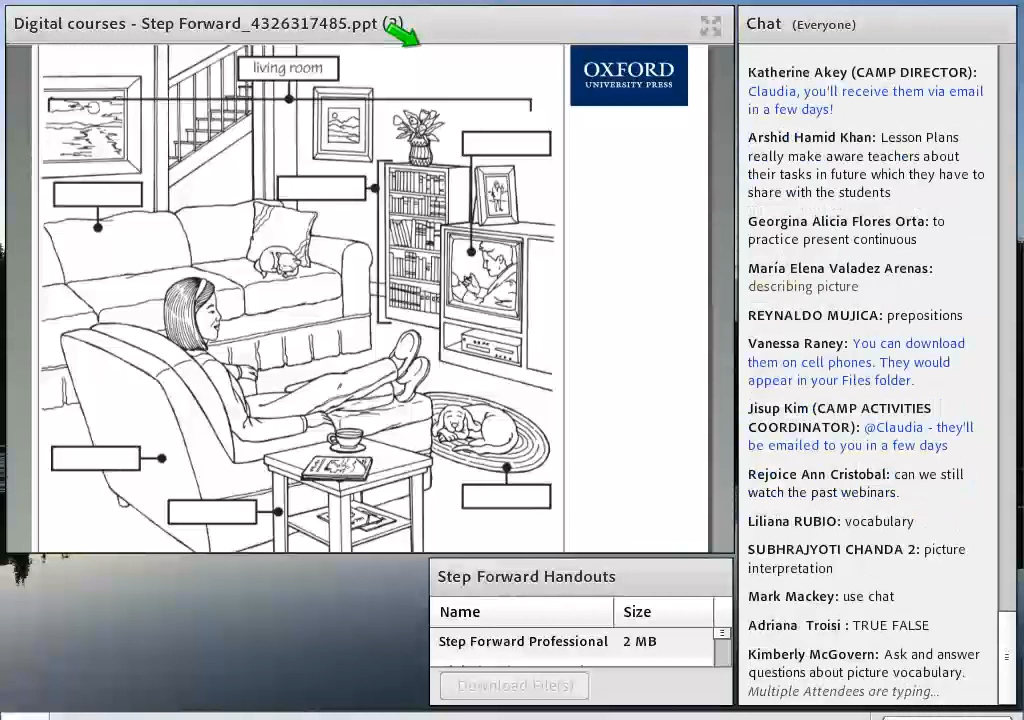 Digital courses - Step Forward_4326317485.ppt (2)
living room
OXFORD
UNIVERSITY PRESS
Step Forward Handouts
Name Size
Step Forward Professional 2 MB
Download File(s)
Chat (Everyone)
Katherine Akey (CAMP DIRECTOR):
Claudia, you'll receive them via email
in a few days!
Arshid Hamid Khan: Lesson Plans
really make aware teachers about
their tasks in future which they have to
share with the students
Georgina Alicia Flores Orta: to
practice present continuous
María Elena Valadez Arenas:
describing picture
REYNALDO MUJICA: prepositions
Vanessa Raney: You can download
them on cell phones. They would
appear in your Files folder.
Jisup Kim (CAMP ACTIVITIES
COORDINATOR): @Claudia - they'll
be emailed to you in a few days
Rejoice Ann Cristobal: can we still
watch the past webinars.
Liliana RUBIO: vocabulary
SUBHRAJYOTI CHANDA 2: picture
interpretation
Mark Mackey: use chat
Adriana Troisi : TRUE FALSE
Kimberly McGovern: Ask and answer
questions about picture vocabulary.
Multiple Attendees are typing...